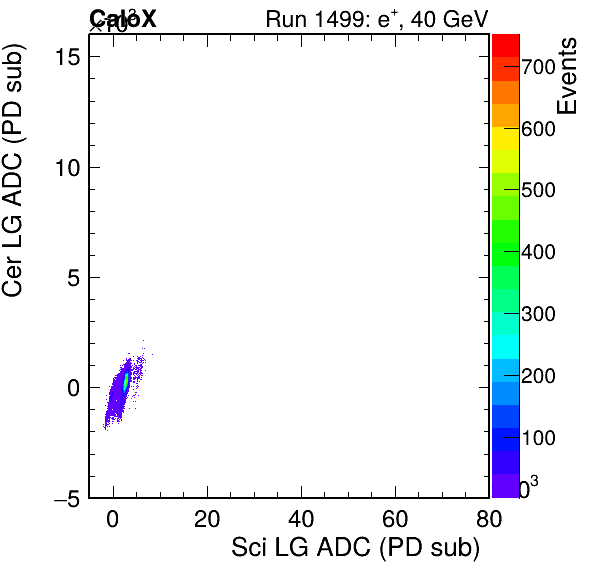 CaloX
×10³
Run 1499: e⁺, 40 GeV
Cer LG ADC (PD sub)
15
10
5
0
−5
0 20 40 60 80
Sci LG ADC (PD sub)
Events
700
600
500
400
300
200
100
0